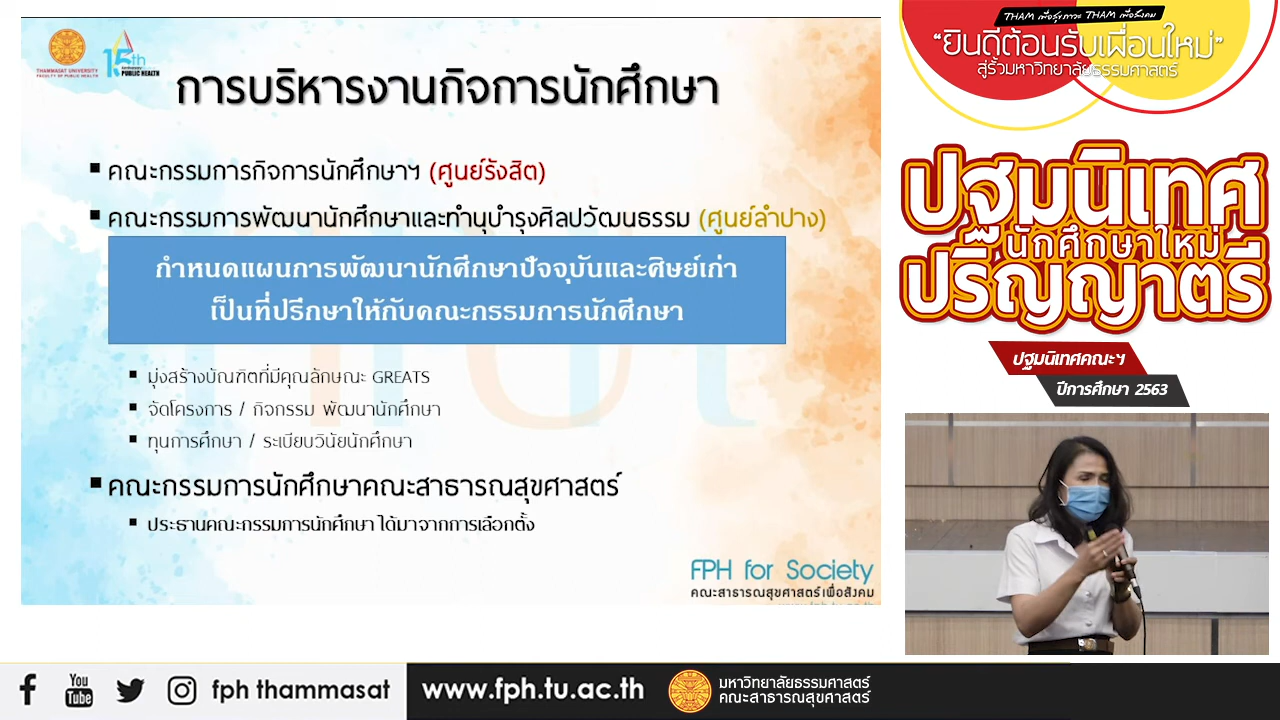 THAMMASAT UNIVERSITY
FACULTY OF PUBLIC HEALTH
15th
PUBLIC HEALTH
การบริหารงานกิจการนักศึกษา
▪ คณะกรรมการกิจการนักศึกษาฯ (ศูนย์รังสิต)
▪ คณะกรรมการพัฒนานักศึกษาและทำนุบำรุงศิลปวัฒนธรรม (ศูนย์ลำปาง)
กำหนดแผนการพัฒนานักศึกษาปัจจุบันและศิษย์เก่า
เป็นที่ปรึกษาให้กับคณะกรรมการนักศึกษา
▪ มุ่งสร้างบัณฑิตที่มีคุณลักษณะ GREATS
▪ จัดโครงการ / กิจกรรม พัฒนานักศึกษา
▪ ทุนการศึกษา / ระเบียบวินัยนักศึกษา
▪ คณะกรรมการนักศึกษาคณะสาธารณสุขศาสตร์
▪ ประธานคณะกรรมการนักศึกษา ได้มาจากการเลือกตั้ง
FPH for Society
คณะสาธารณสุขศาสตร์เพื่อสังคม
THAM เพื่อสุขภาวะ THAM เพื่อสังคม
“ยินดีต้อนรับเพื่อนใหม่”
สู่รั้วมหาวิทยาลัยธรรมศาสตร์
ปฐมนิเทศ
นักศึกษาใหม่
ปริญญาตรี
ปฐมนิเทศคณะฯ
ปีการศึกษา 2563
You Tube
fph thammasat
www.fph.tu.ac.th
มหาวิทยาลัยธรรมศาสตร์
คณะสาธารณสุขศาสตร์